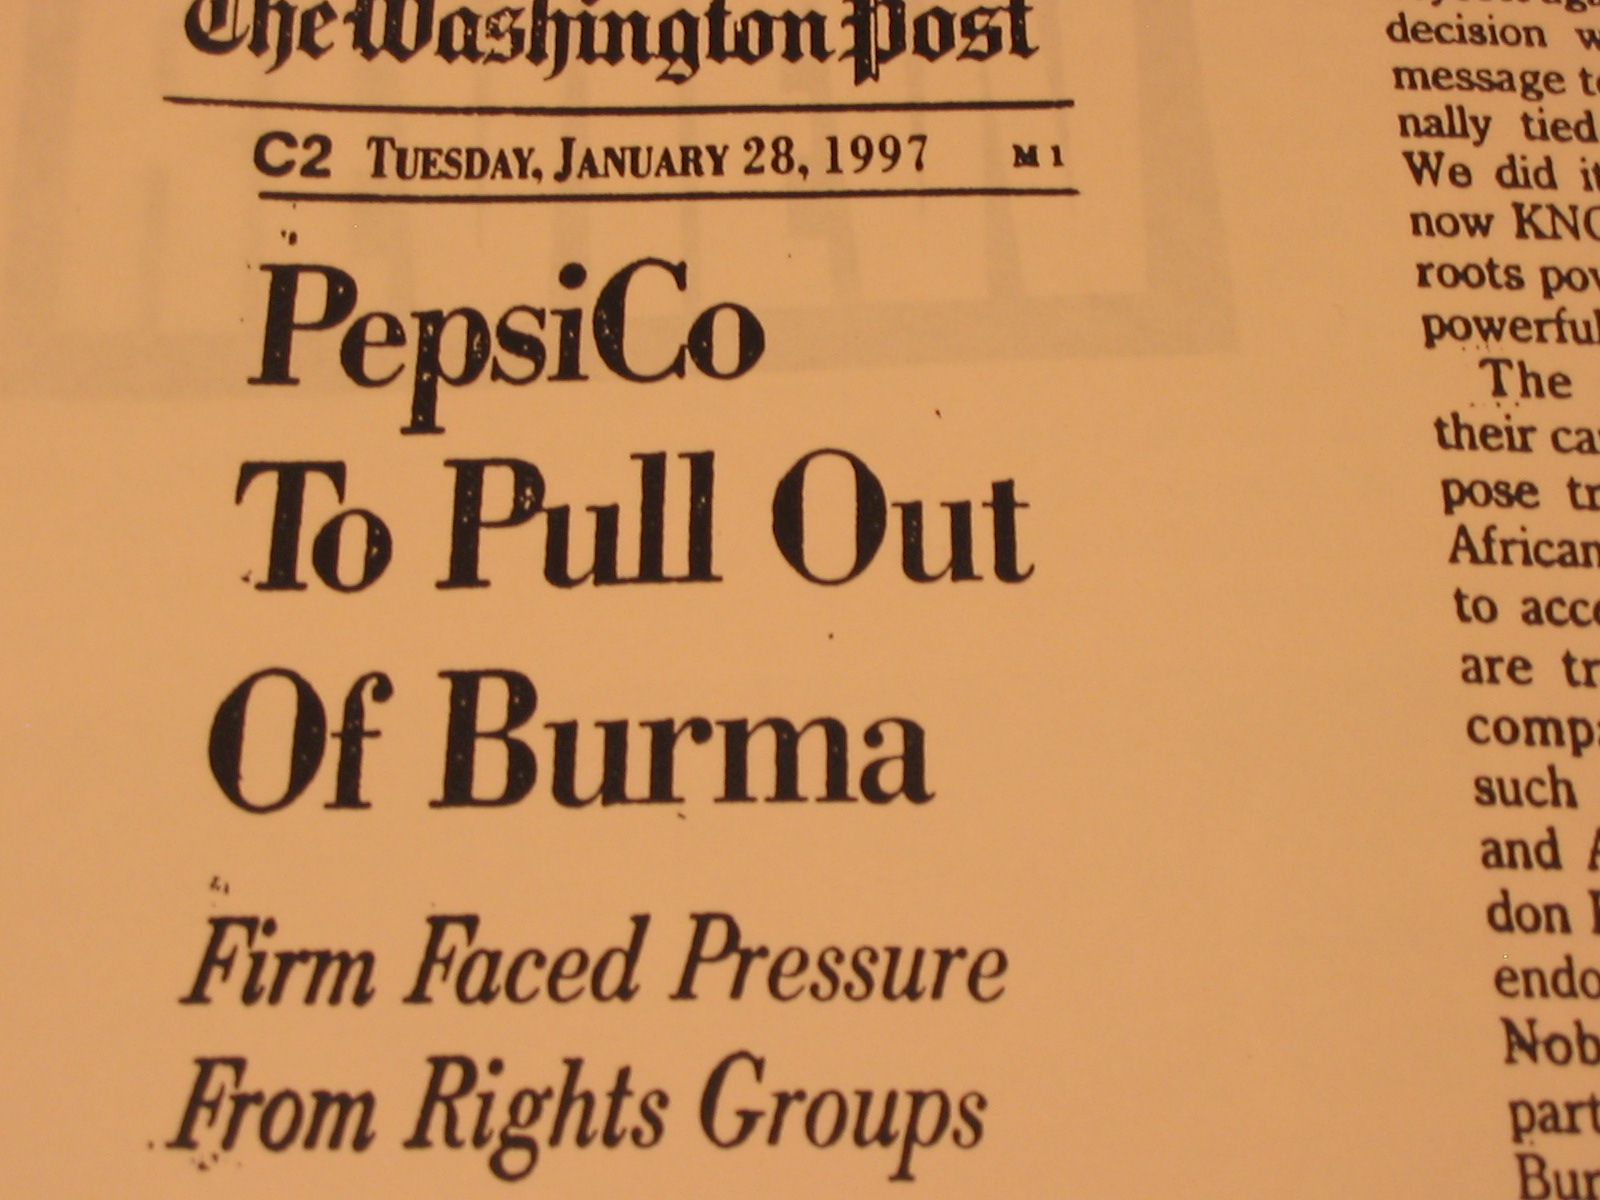 The Washington Post
C2 TUESDAY, JANUARY 28, 1997 M 1
PepsiCo
To Pull Out
Of Burma
Firm Faced Pressure
From Rights Groups
decision
message
nally tied
We did
now
roots
powerful
The
their
pose
African
to
are
such
and
don